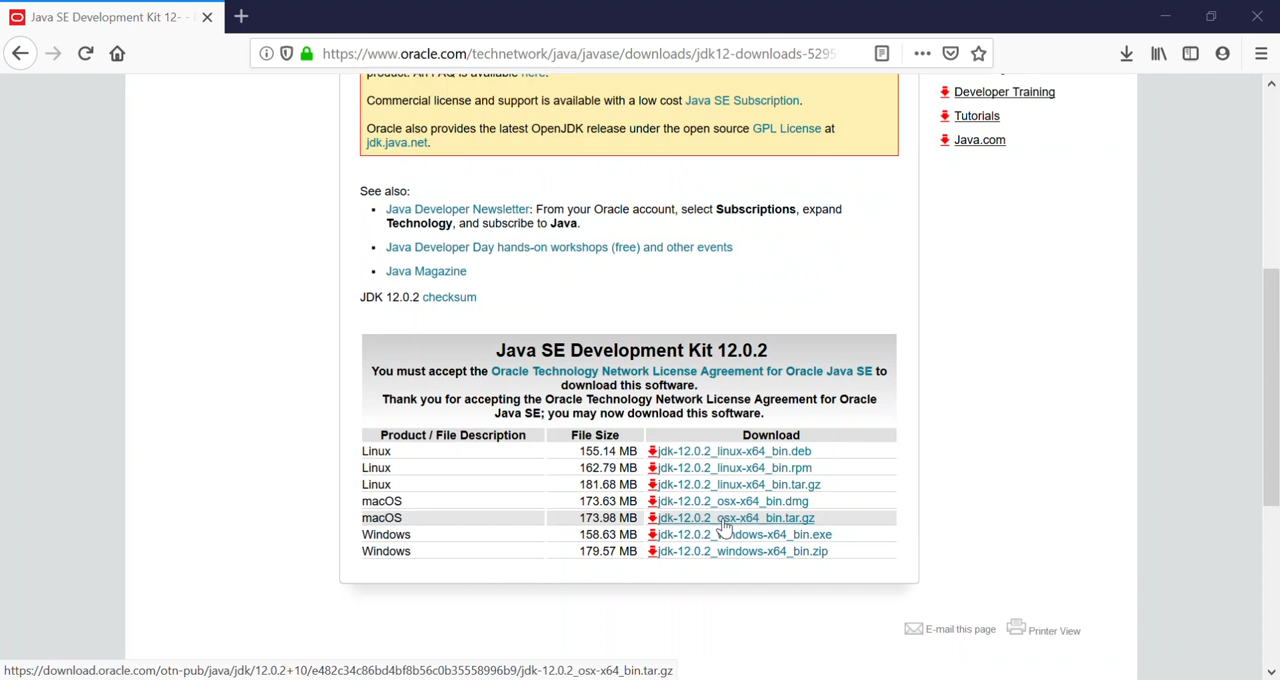 Java SE Development Kit 12-
https://www.oracle.com/technetwork/java/javase/downloads/jdk12-downloads-5295
product. An FAQ is available here.
Commercial license and support is available with a low cost Java SE Subscription.
Oracle also provides the latest OpenJDK release under the open source GPL License at
jdk.java.net.
Developer Training
Tutorials
Java.com
See also:
Java Developer Newsletter: From your Oracle account, select Subscriptions, expand
Technology, and subscribe to Java.
Java Developer Day hands-on workshops (free) and other events
Java Magazine
JDK 12.0.2 checksum
Java SE Development Kit 12.0.2
You must accept the Oracle Technology Network License Agreement for Oracle Java SE to
download this software.
Thank you for accepting the Oracle Technology Network License Agreement for Oracle
Java SE; you may now download this software.
Product / File Description File Size Download
Linux 155.14 MB jdk-12.0.2_linux-x64_bin.deb
Linux 162.79 MB jdk-12.0.2_linux-x64_bin.rpm
Linux 181.68 MB jdk-12.0.2_linux-x64_bin.tar.gz
macOS 173.63 MB jdk-12.0.2_osx-x64_bin.dmg
macOS 173.98 MB jdk-12.0.2_osx-x64_bin.tar.gz
Windows 158.63 MB jdk-12.0.2_windows-x64_bin.exe
Windows 179.57 MB jdk-12.0.2_windows-x64_bin.zip
E-mail this page Printer View
https://download.oracle.com/otn-pub/java/jdk/12.0.2+10/e482c34c86bd4bf8b56c0b35558996b9/jdk-12.0.2_osx-x64_bin.tar.gz